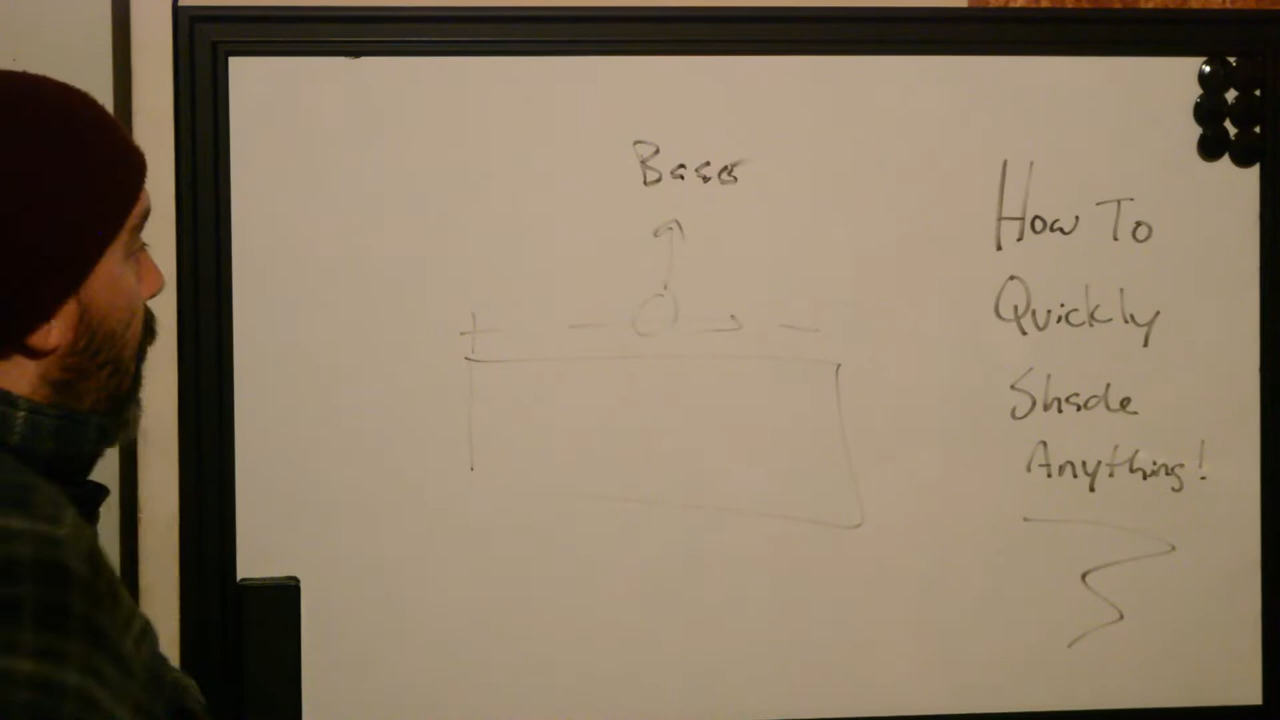 Base
+ - O → -
How To
Quickly
Shade
Anything!